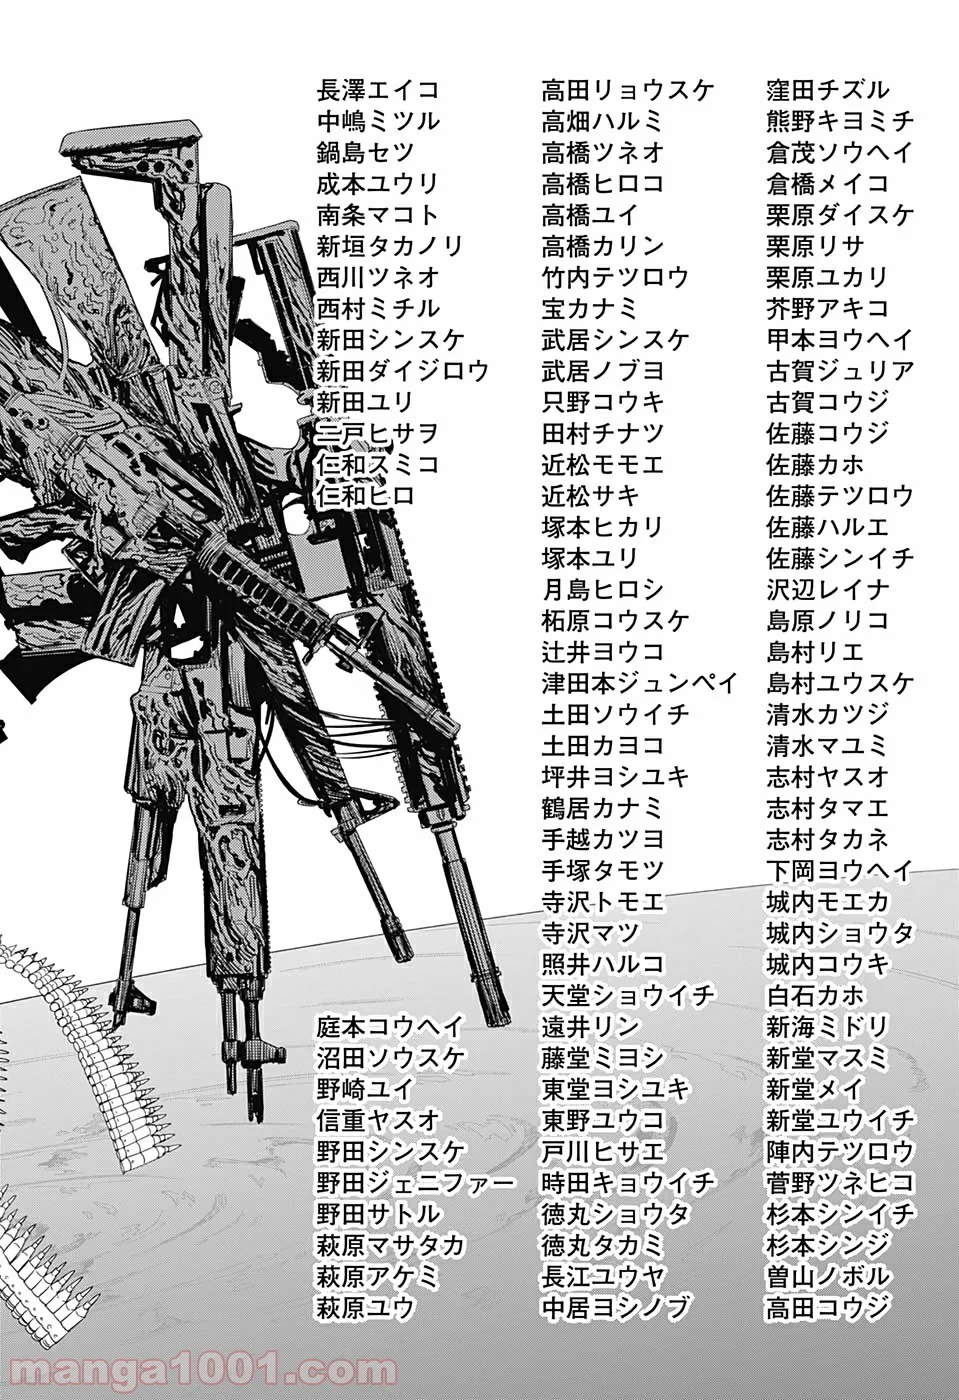 窪田チズル
熊野キヨミチ
倉茂ソウヘイ
倉橋メイコ
栗原ダイスケ
栗原リサ
栗原ユカリ
芥野アキコ
甲本ヨウヘイ
古賀ジュリア
古賀コウジ
佐藤コウジ
佐藤カホ
佐藤テツロウ
佐藤ハルエ
佐藤シンイチ
沢辺レイナ
島原ノリコ
島村リエ
島村ユウスケ
清水カツジ
清水マユミ
志村ヤスオ
志村タマエ
志村タカネ
下岡ヨウヘイ
城内モエカ
城内ショウタ
城内コウキ
白石カホ
新海ミドリ
新堂マスミ
新堂メイ
新堂ユウイチ
陣内テツロウ
菅野ツネヒコ
杉本シンイチ
杉本シンジ
曽山ノボル
高田コウジ
高田リョウスケ
高畑ハルミ
高橋ツネオ
高橋ヒロコ
高橋ユイ
高橋カリン
竹内テツロウ
宝カナミ
武居シンスケ
武居ノブヨ
只野コウキ
田村チナツ
近松モモエ
近松サキ
塚本ヒカリ
塚本ユリ
月島ヒロシ
柘原コウスケ
辻井ヨウコ
津田本ジュンペイ
土田ソウイチ
土田カヨコ
坪井ヨシユキ
鶴居カナミ
手越カツヨ
手塚タモツ
寺沢トモエ
寺沢マツ
照井ハルコ
天堂ショウイチ
遠井リン
藤堂ミヨシ
東堂ヨシユキ
東野ユウコ
戸川ヒサエ
時田キョウイチ
徳丸ショウタ
徳丸タカミ
長江ユウヤ
中居ヨシノブ
長澤エイコ
中嶋ミツル
鍋島セツ
成本ユウリ
南条マコト
新垣タカノリ
西川ツネオ
西村ミチル
新田シンスケ
新田ダイジロウ
新田ユリ
二戸ヒサヲ
仁和スミコ
仁和ヒロ
庭本コウヘイ
沼田ソウスケ
野崎ユイ
信重ヤスオ
野田シンスケ
野田ジェニファー
野田サトル
萩原マサタカ
萩原アケミ
萩原ユウ
manga1001.com